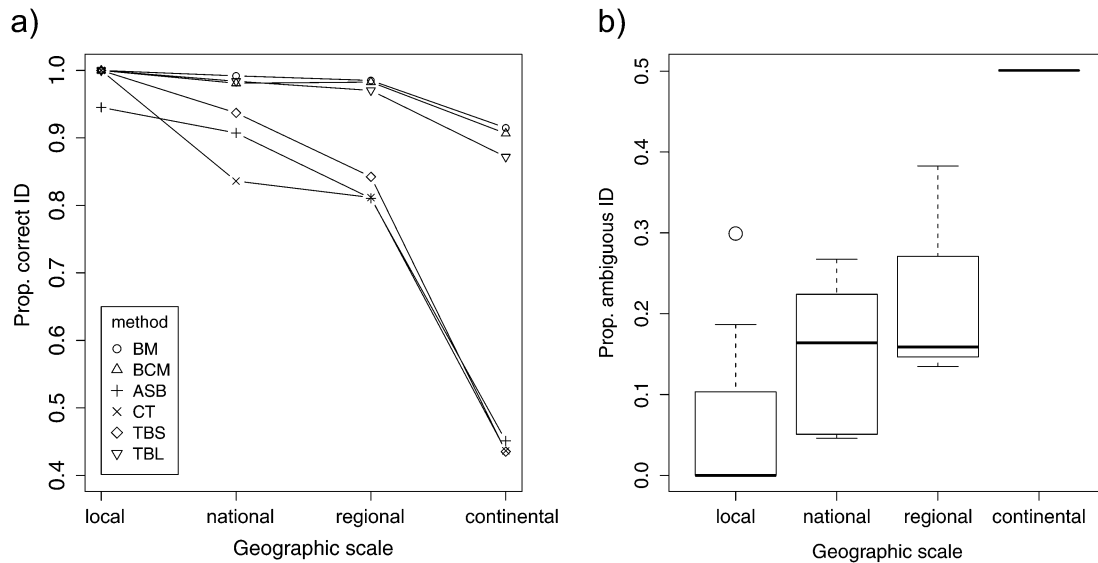 a)
Prop. correct ID
1.0
0.9
0.8
0.7
0.6
0.5
0.4
method
BM
BCM
ASB
CT
TBS
TBL
local national regional continental
Geographic scale
b)
Prop. ambiguous ID
0.5
0.4
0.3
0.2
0.1
0.0
local national regional continental
Geographic scale